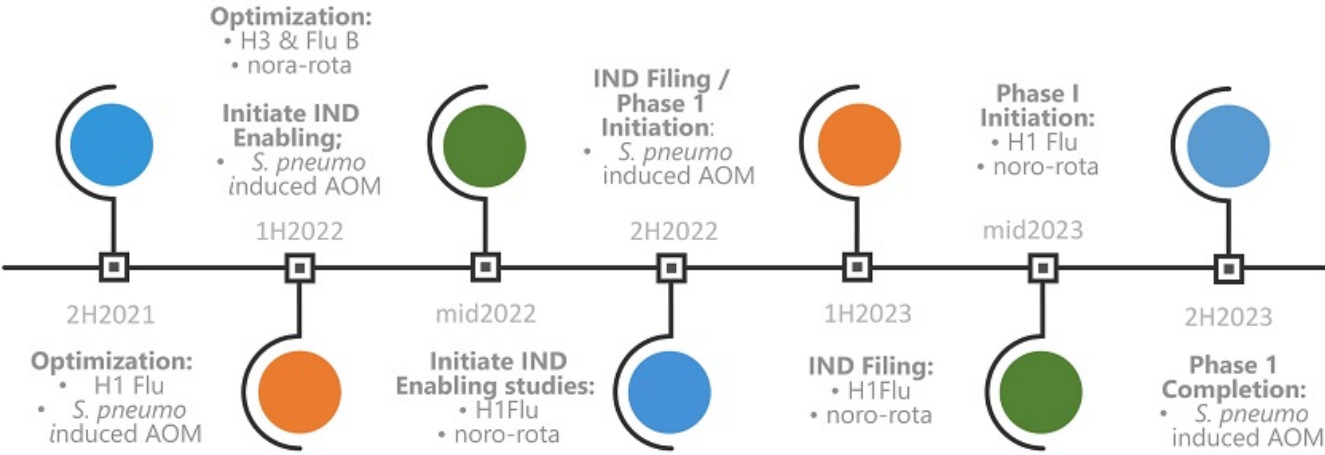 2H2021
Optimization:
• H1 Flu
• S. pneumo
induced AOM
Optimization:
• H3 & Flu B
• nora-rota
Initiate IND
Enabling;
• S. pneumo
induced AOM
1H2022
mid2022
Initiate IND
Enabling studies:
• H1Flu
• noro-rota
IND Filing /
Phase 1
Initiation:
• S. pneumo
induced AOM
2H2022
1H2023
IND Filing:
• H1Flu
• noro-rota
Phase I
Initiation:
• H1 Flu
• noro-rota
mid2023
2H2023
Phase 1
Completion:
• S. pneumo
induced AOM